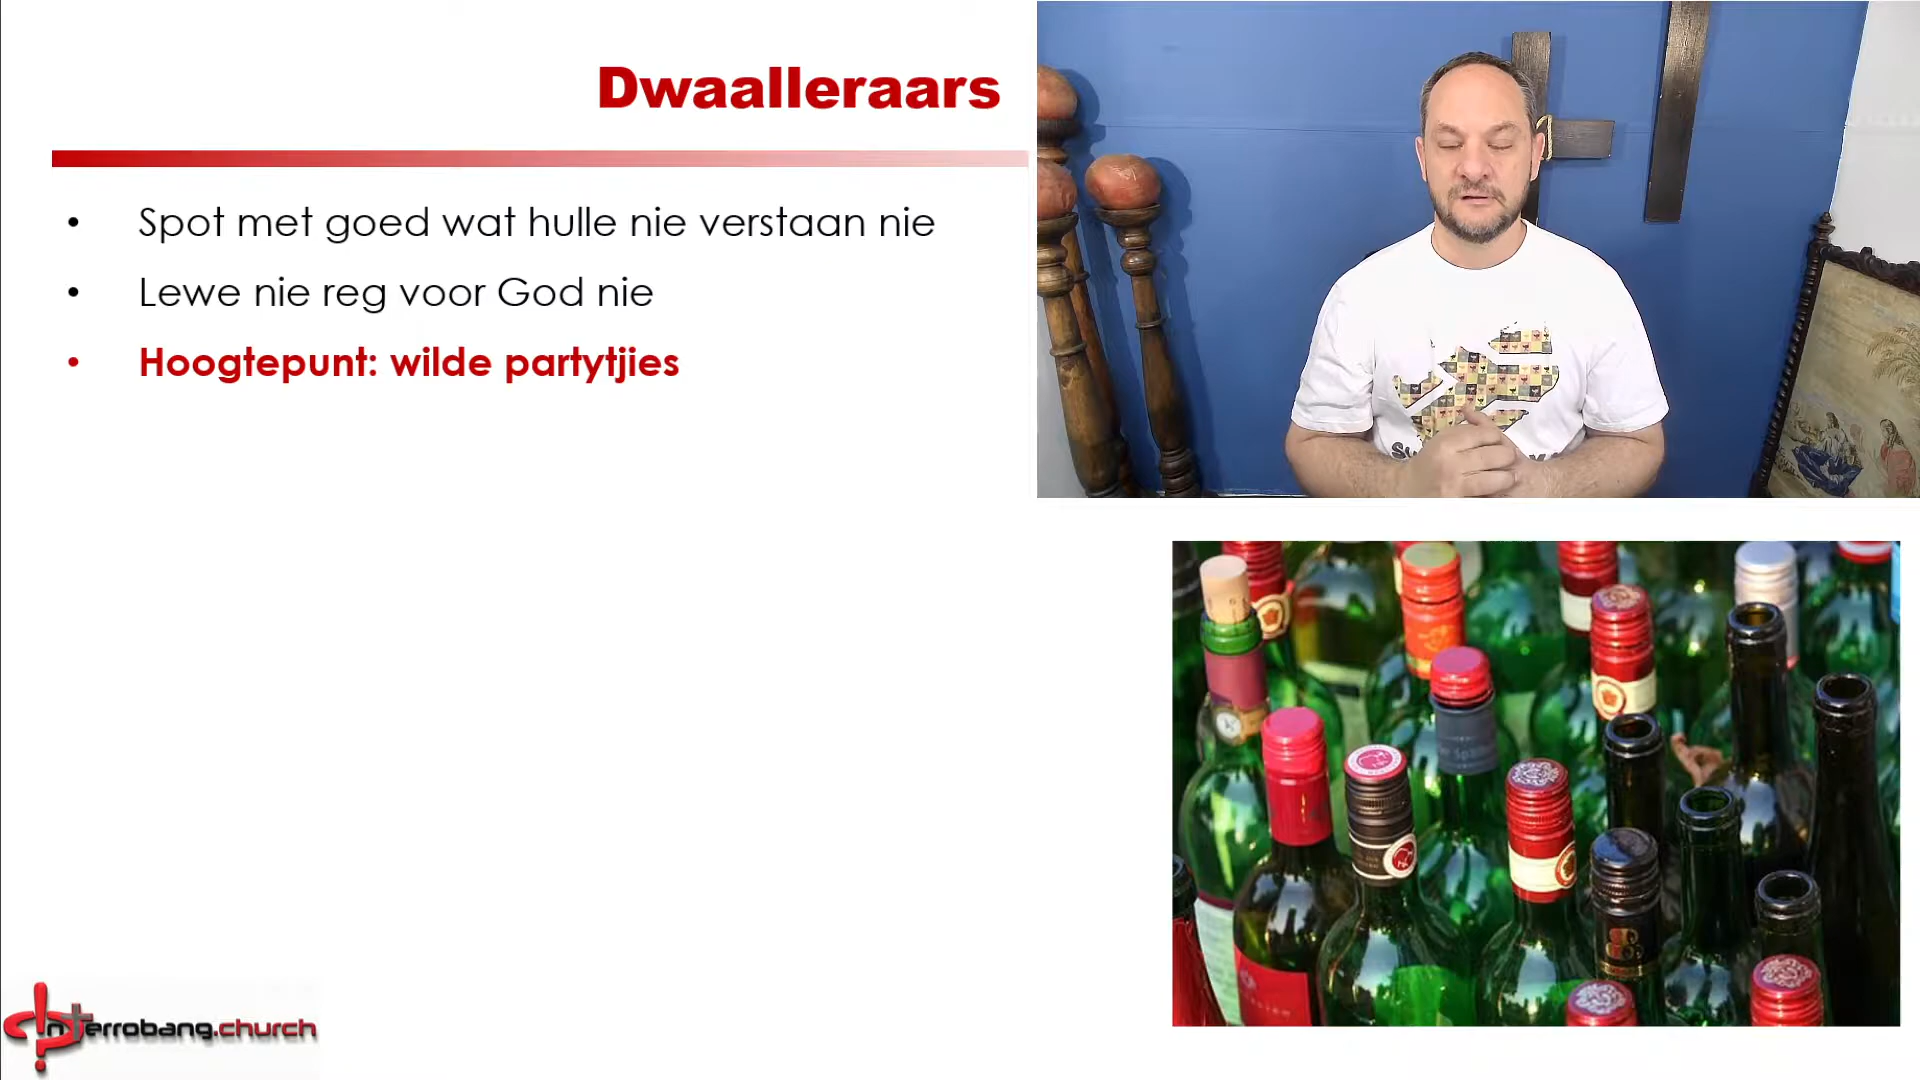 Dwaalleraars
• Spot met goed wat hulle nie verstaan nie
• Lewe nie reg voor God nie
• Hoogtepunt: wilde partytjies
Interrobang.church